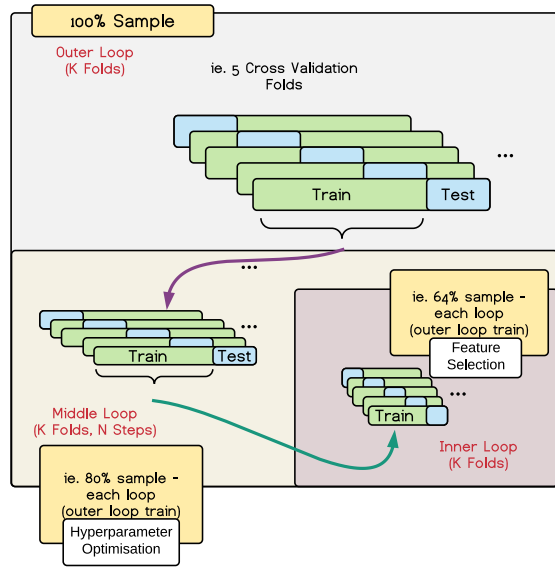 100% Sample
Outer Loop
(K Folds)
ie. 5 Cross Validation
Folds
...
Train
Test
...
ie. 64% sample -
each loop
(outer loop train)
Feature
Selection
...
Train
Test
...
Train
Middle Loop
(K Folds, N Steps)
Inner Loop
(K Folds)
ie. 80% sample -
each loop
(outer loop train)
Hyperparameter
Optimisation